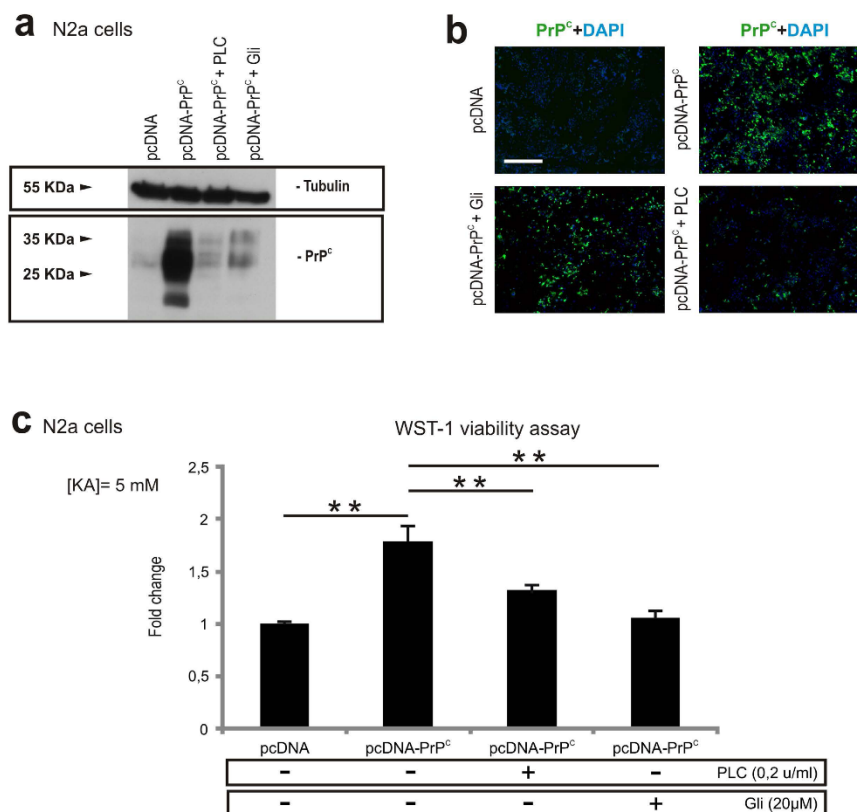 a N2a cells
pcDNA
pcDNA-PrPᶜ
pcDNA-PrPᶜ+ PLC
pcDNA-PrPᶜ+ Gli
55 KDa ►
- Tubulin
35 KDa ►
25 KDa ►
- PrPᶜ
b
PrPᶜ+DAPI
PrPᶜ+DAPI
pcDNA
pcDNA-PrPᶜ
pcDNA-PrPᶜ + Gli
pcDNA-PrPᶜ + PLC
c N2a cells
WST-1 viability assay
[KA]= 5 mM
Fold change
2,5
2
1,5
1
0,5
0
* *
* *
* *
pcDNA pcDNA-PrPᶜ pcDNA-PrPᶜ pcDNA-PrPᶜ
- - + - PLC (0,2 u/ml)
- - - + Gli (20µM)